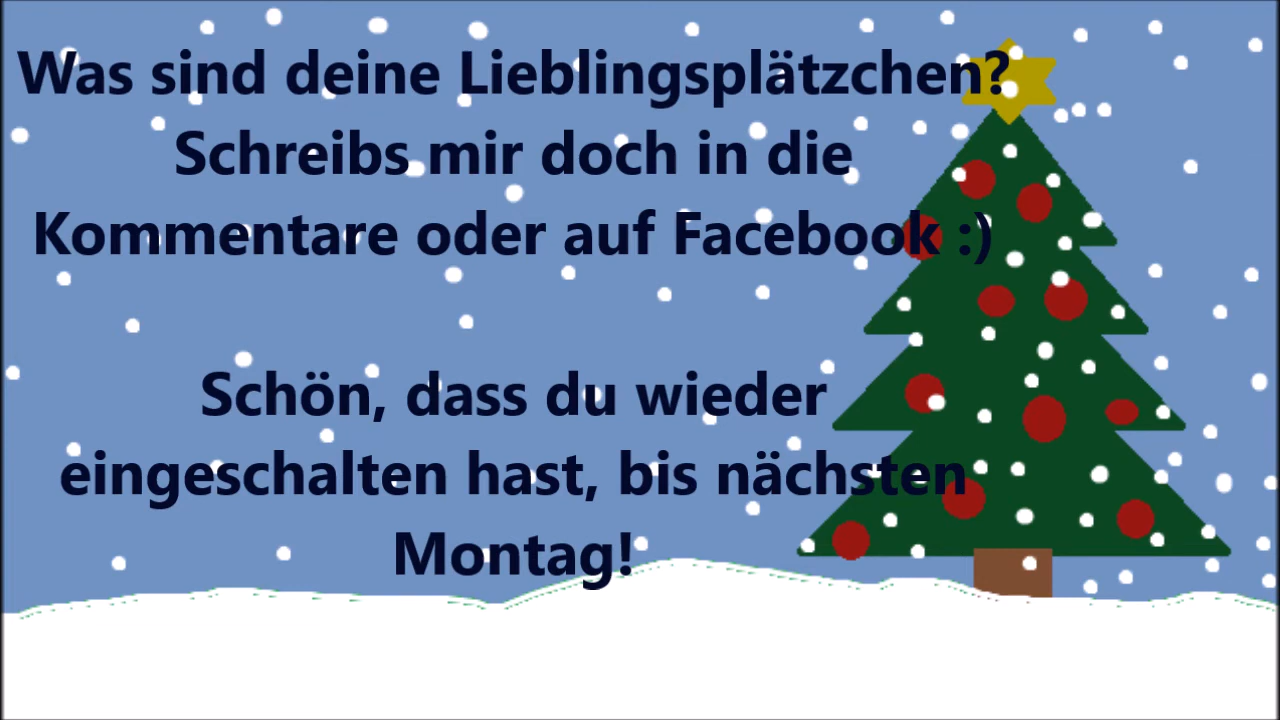 Was sind deine Lieblingsplätzchen?
Schreibs mir doch in die
Kommentare oder auf Facebook :)
Schön, dass du wieder
eingeschalten hast, bis nächsten
Montag!